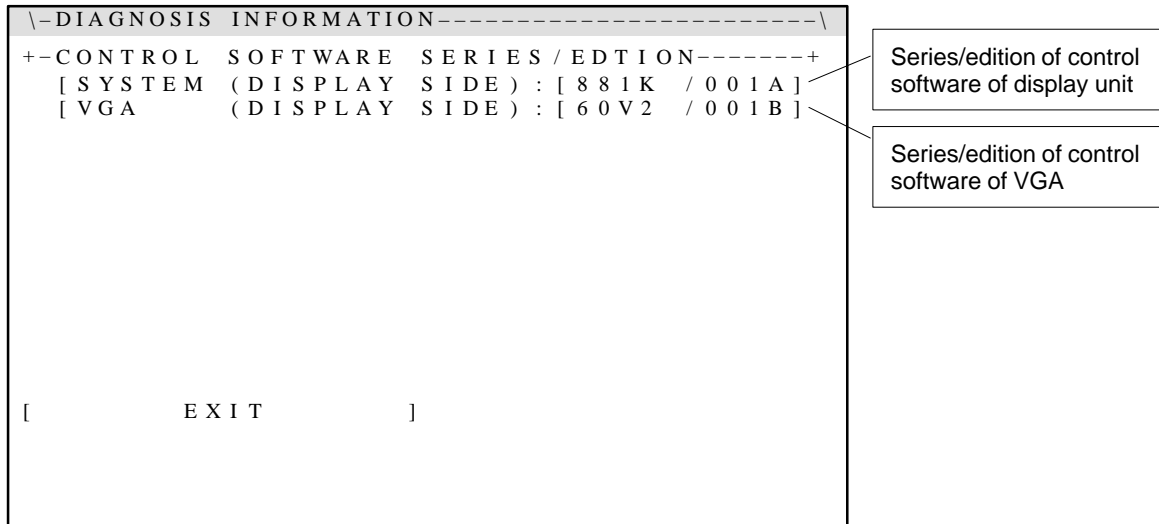 \–DIAGNOSIS INFORMATION–––––––––––––––––––––––––\
+–CONTROL SOFTWARE SERIES/EDTION–––––––+
[SYSTEM (DISPLAY SIDE):[881K /001A]
[VGA (DISPLAY SIDE):[60V2 /001B]
Series/edition of control
software of display unit
Series/edition of control
software of VGA
[ EXIT ]